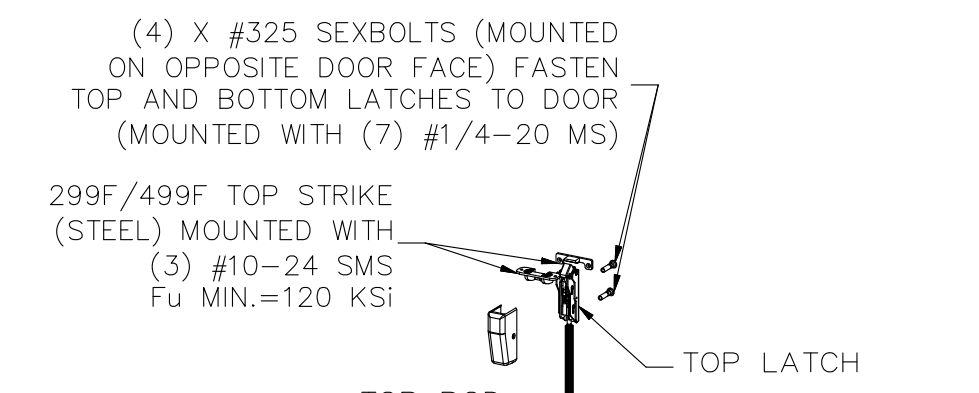 (4) X #325 SEXBOLTS (MOUNTED
ON OPPOSITE DOOR FACE) FASTEN
TOP AND BOTTOM LATCHES TO DOOR
(MOUNTED WITH (7) #1/4-20 MS)
299F/499F TOP STRIKE
(STEEL) MOUNTED WITH
(3) #10-24 SMS
Fu MIN.=120 KSi
TOP LATCH